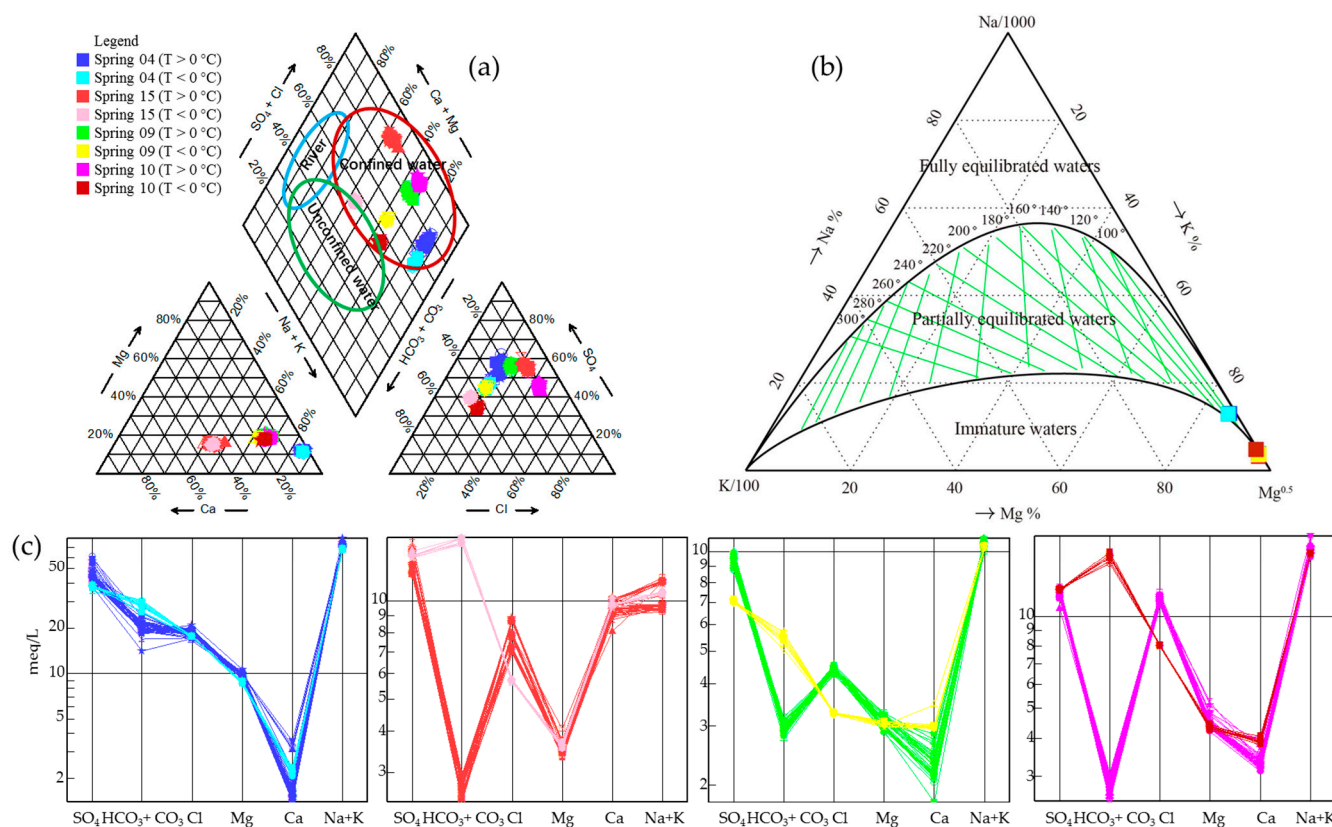 Legend
Spring 04 (T > 0 °C)
Spring 04 (T < 0 °C)
Spring 15 (T > 0 °C)
Spring 15 (T < 0 °C)
Spring 09 (T > 0 °C)
Spring 09 (T < 0 °C)
Spring 10 (T > 0 °C)
Spring 10 (T < 0 °C)
(a)
80%
80%
60%
60%
40%
40%
20%
20%
SO4 + Cl
Ca + Mg
River
Confined water
Unconfined water
Na + K
HCO3 + CO3
80%
60%
40%
20%
Mg
20%
40%
60%
80%
80%
60%
40%
20%
Ca
20%
40%
60%
80%
80%
60%
40%
20%
SO4
20%
40%
60%
80%
Cl
(b)
Na/1000
80
20
Fully equilibrated waters
60
40
→ Na %
→ K %
160°
140°
180°
120°
200°
100°
220°
240°
260°
280°
300°
40
60
Partially equilibrated waters
20
80
Immature waters
K/100
20
40
60
80
Mg0.5
→ Mg %
(c)
meq/L
50
20
10
5
2
SO4 HCO3+ CO3 Cl Mg Ca Na+K
10
9
8
7
6
5
4
3
SO4 HCO3+ CO3 Cl Mg Ca Na+K
10
9
8
7
6
5
4
3
2
SO4 HCO3+ CO3 Cl Mg Ca Na+K
10
9
8
7
6
5
4
3
SO4 HCO3+ CO3 Cl Mg Ca Na+K